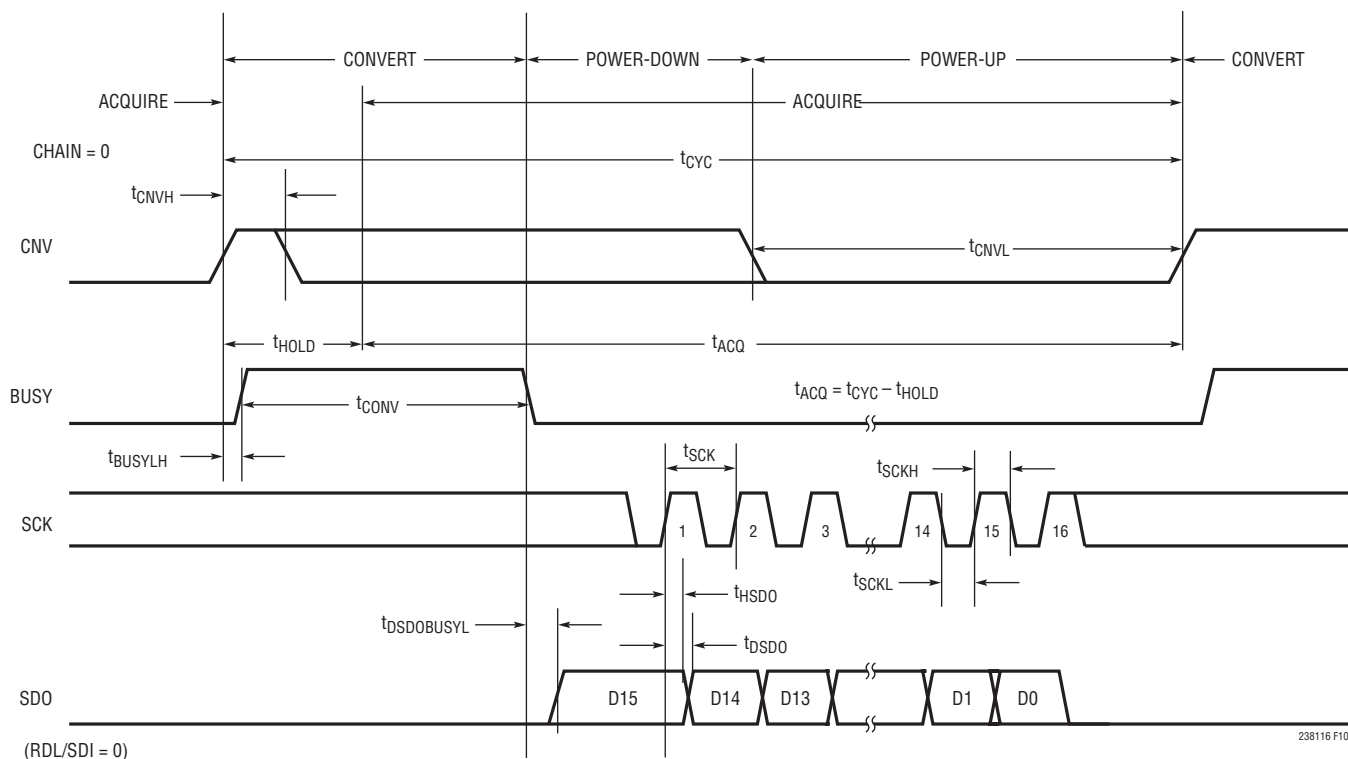 CONVERT POWER-DOWN POWER-UP CONVERT
ACQUIRE ACQUIRE
CHAIN = 0
tCYC
tCNVH
CNV
tCNVL
tHOLD tACQ
BUSY
tCONV
tACQ = tCYC – tHOLD
tBUSYLH
tSCK
tSCKH
SCK
1 2 3 14 15 16
tSCKL
tHSDO
tDSDOBUSYL
tDSDO
SDO
D15 D14 D13 D1 D0
(RDL/SDI = 0)
238116 F10